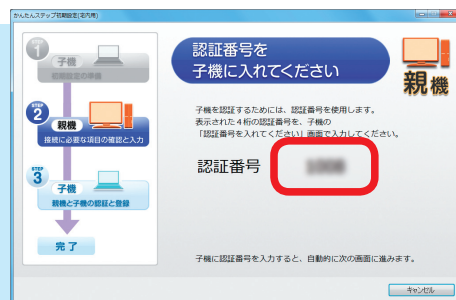 かんたんステップ初期設定(宅内用)
STEP
1
子機
初期設定の準備
STEP
2
親機
接続に必要な項目の確認と入力
STEP
3
子機
親機と子機の認証と登録
完了
認証番号を
子機に入れてください
親機
子機を認証するためには、認証番号を使用します。
表示された4桁の認証番号を、子機の
「認証番号を入れてください」画面で入力してください。
認証番号
子機に認証番号を入力すると、自動的に次の画面に進みます。
キャンセル